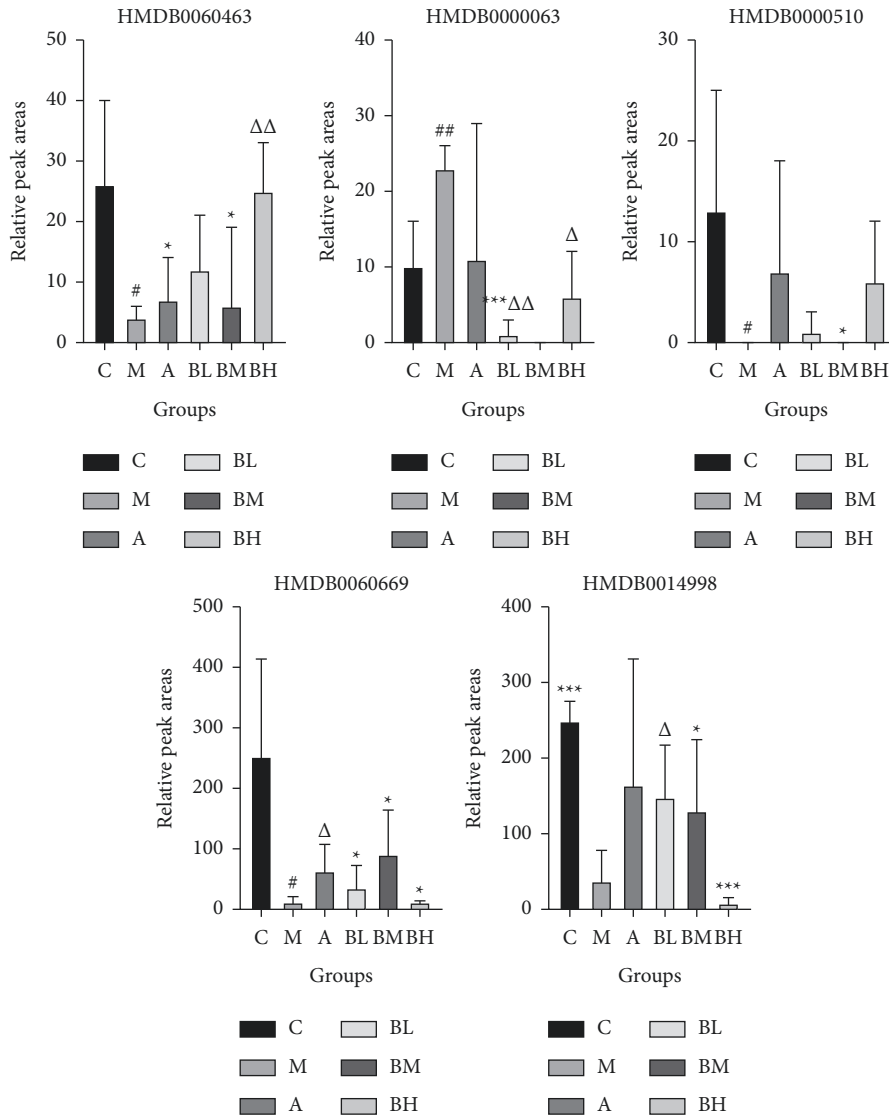 HMDB0060463
50
40
30
20
10
0
Relative peak areas
#
*
*
ΔΔ
C M A BL BM BH
Groups
C BL
M BM
A BH
HMDB0000063
40
30
20
10
0
Relative peak areas
##
***ΔΔ
Δ
C M A BL BM BH
Groups
C BL
M BM
A BH
HMDB0000510
30
20
10
0
Relative peak areas
#
*
C M A BL BM BH
Groups
C BL
M BM
A BH
HMDB0060669
500
400
300
200
100
0
Relative peak areas
#
Δ
*
*
*
C M A BL BM BH
Groups
C BL
M BM
A BH
HMDB0014998
400
300
200
100
0
Relative peak areas
***
Δ
*
***
C M A BL BM BH
Groups
C BL
M BM
A BH